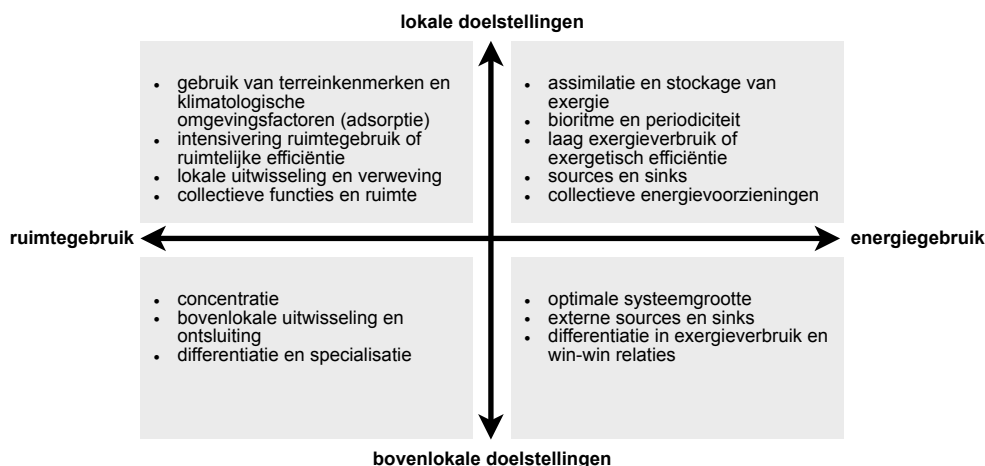 lokale doelstellingen
• gebruik van terreinkenmerken en
klimatologische
omgevingsfactoren (adsorptie)
• intensivering ruimtegebruik of
ruimtelijke efficiëntie
• lokale uitwisseling en verweving
• collectieve functies en ruimte
• assimilatie en stockage van
exergie
• bioritme en periodiciteit
• laag exergieverbruik of
exergetisch efficiëntie
• sources en sinks
• collectieve energievoorzieningen
ruimtegebruik
energiegebruik
• concentratie
• bovenlokale uitwisseling en
ontsluiting
• differentiatie en specialisatie
• optimale systeemgrootte
• externe sources en sinks
• differentiatie in exergieverbruik en
win-win relaties
bovenlokale doelstellingen